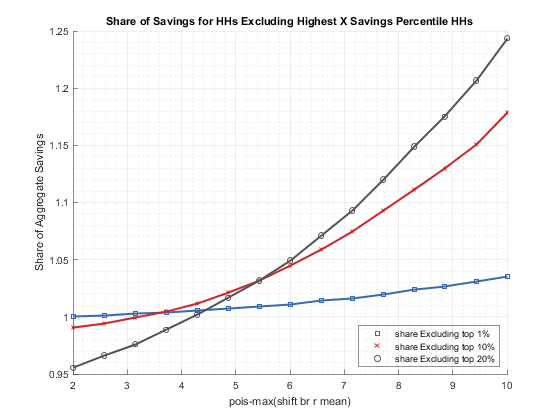 Share of Savings for HHs Excluding Highest X Savings Percentile HHs
1.25
1.2
1.15
1.1
1.05
1
0.95
Share of Aggregate Savings
2 3 4 5 6 7 8 9 10
pois-max(shift br r mean)
share Excluding top 1%
share Excluding top 10%
share Excluding top 20%